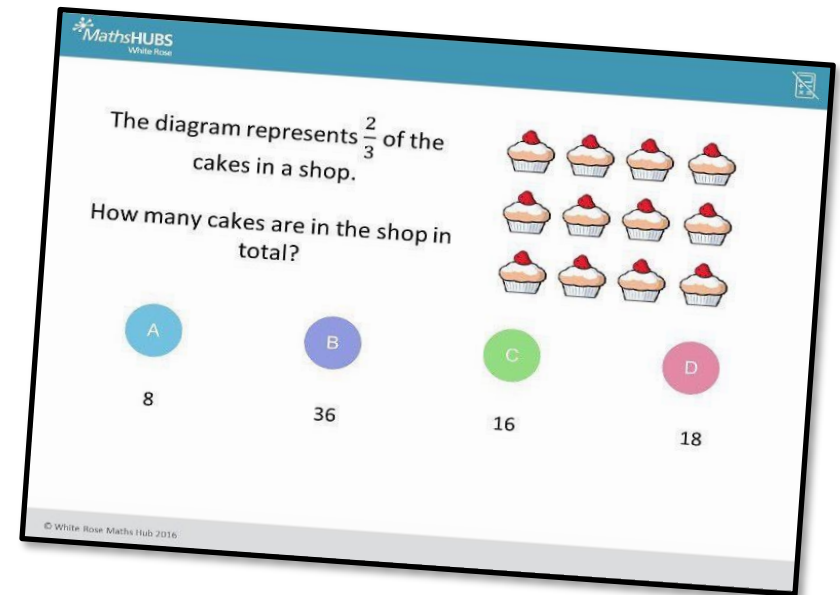 MathsHUBS
White Rose
The diagram represents 2/3 of the
cakes in a shop.
How many cakes are in the shop in
total?
A
B
C
D
8
36
16
18
© White Rose Maths Hub 2016